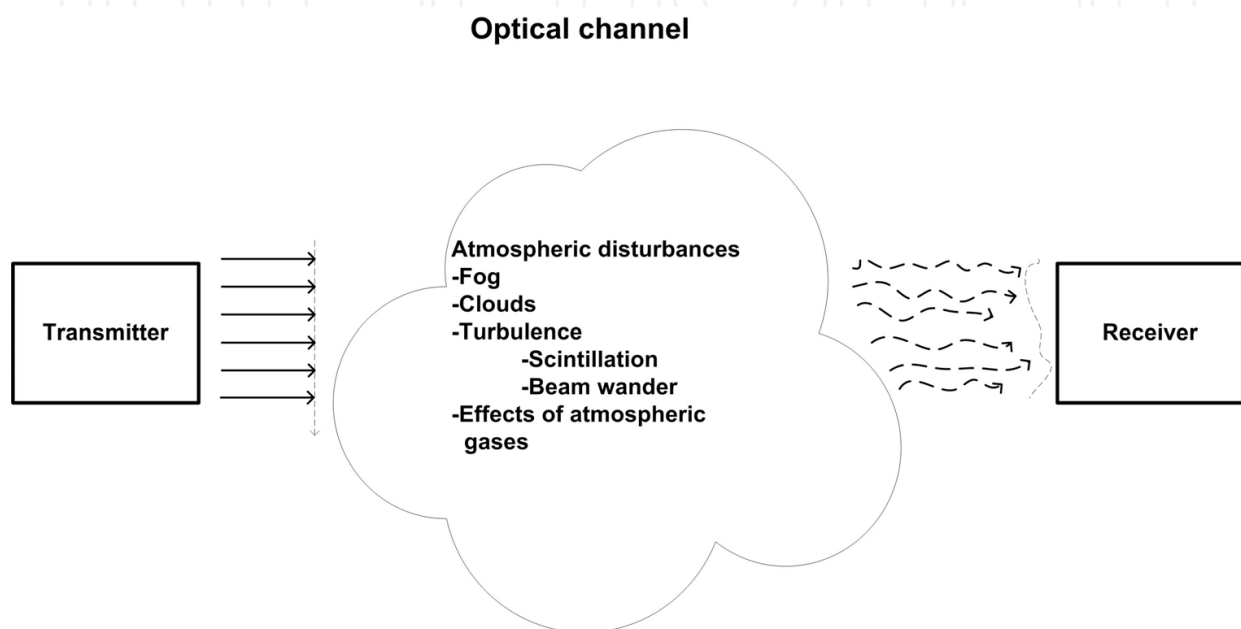 Optical channel
Atmospheric disturbances
-Fog
-Clouds
-Turbulence
-Scintillation
-Beam wander
-Effects of atmospheric
gases
Transmitter
Receiver